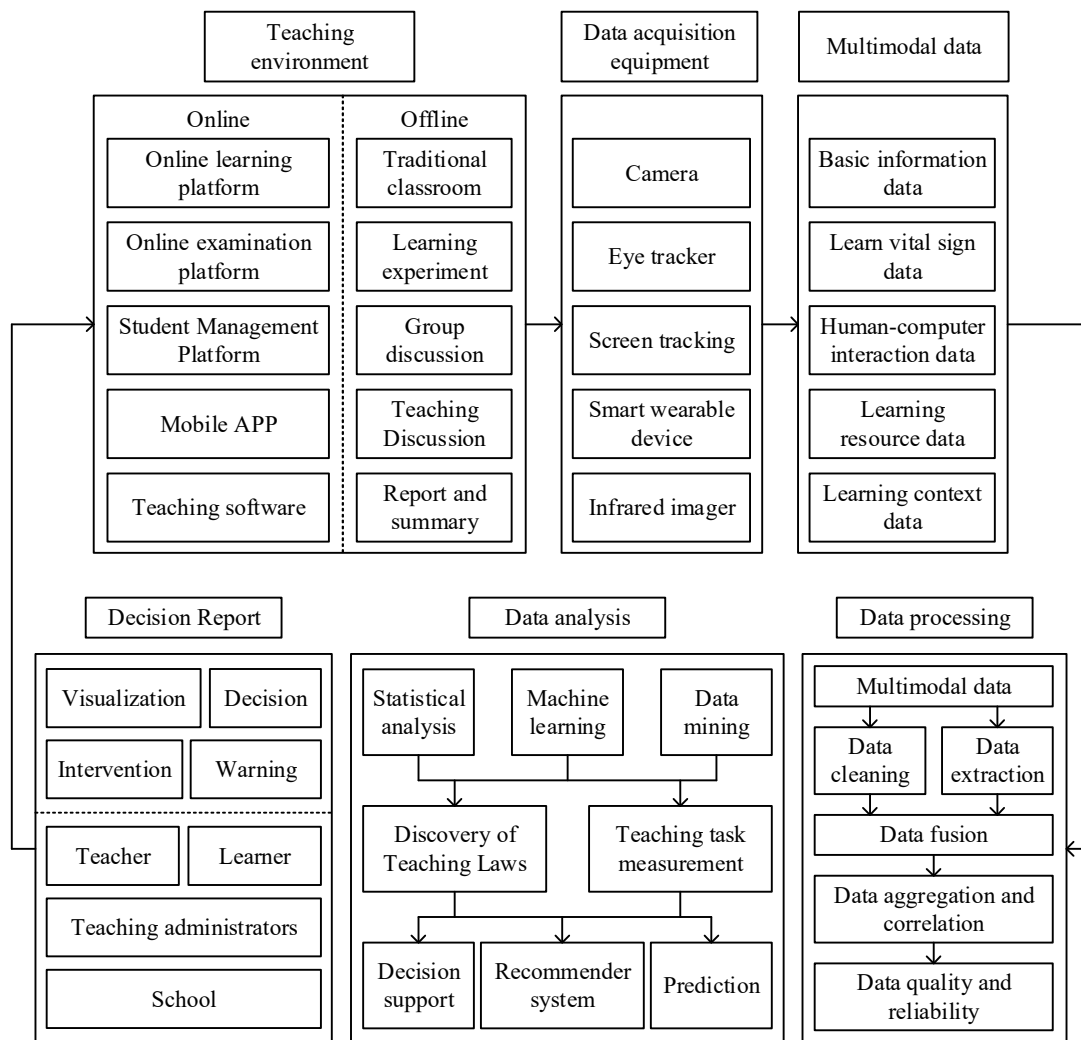 Teaching
environment
Data acquisition
equipment
Multimodal data
Online
Offline
Online learning
platform
Traditional
classroom
Camera
Basic information
data
Online examination
platform
Learning
experiment
Eye tracker
Learn vital sign
data
Student Management
Platform
Group
discussion
Screen tracking
Human-computer
interaction data
Mobile APP
Teaching
Discussion
Smart wearable
device
Learning
resource data
Teaching software
Report and
summary
Infrared imager
Learning context
data
Decision Report
Data analysis
Data processing
Visualization
Decision
Intervention
Warning
Teacher
Learner
Teaching administrators
School
Statistical
analysis
Machine
learning
Data
mining
Discovery of
Teaching Laws
Teaching task
measurement
Decision
support
Recommender
system
Prediction
Multimodal data
Data
cleaning
Data
extraction
Data fusion
Data aggregation and
correlation
Data quality and
reliability